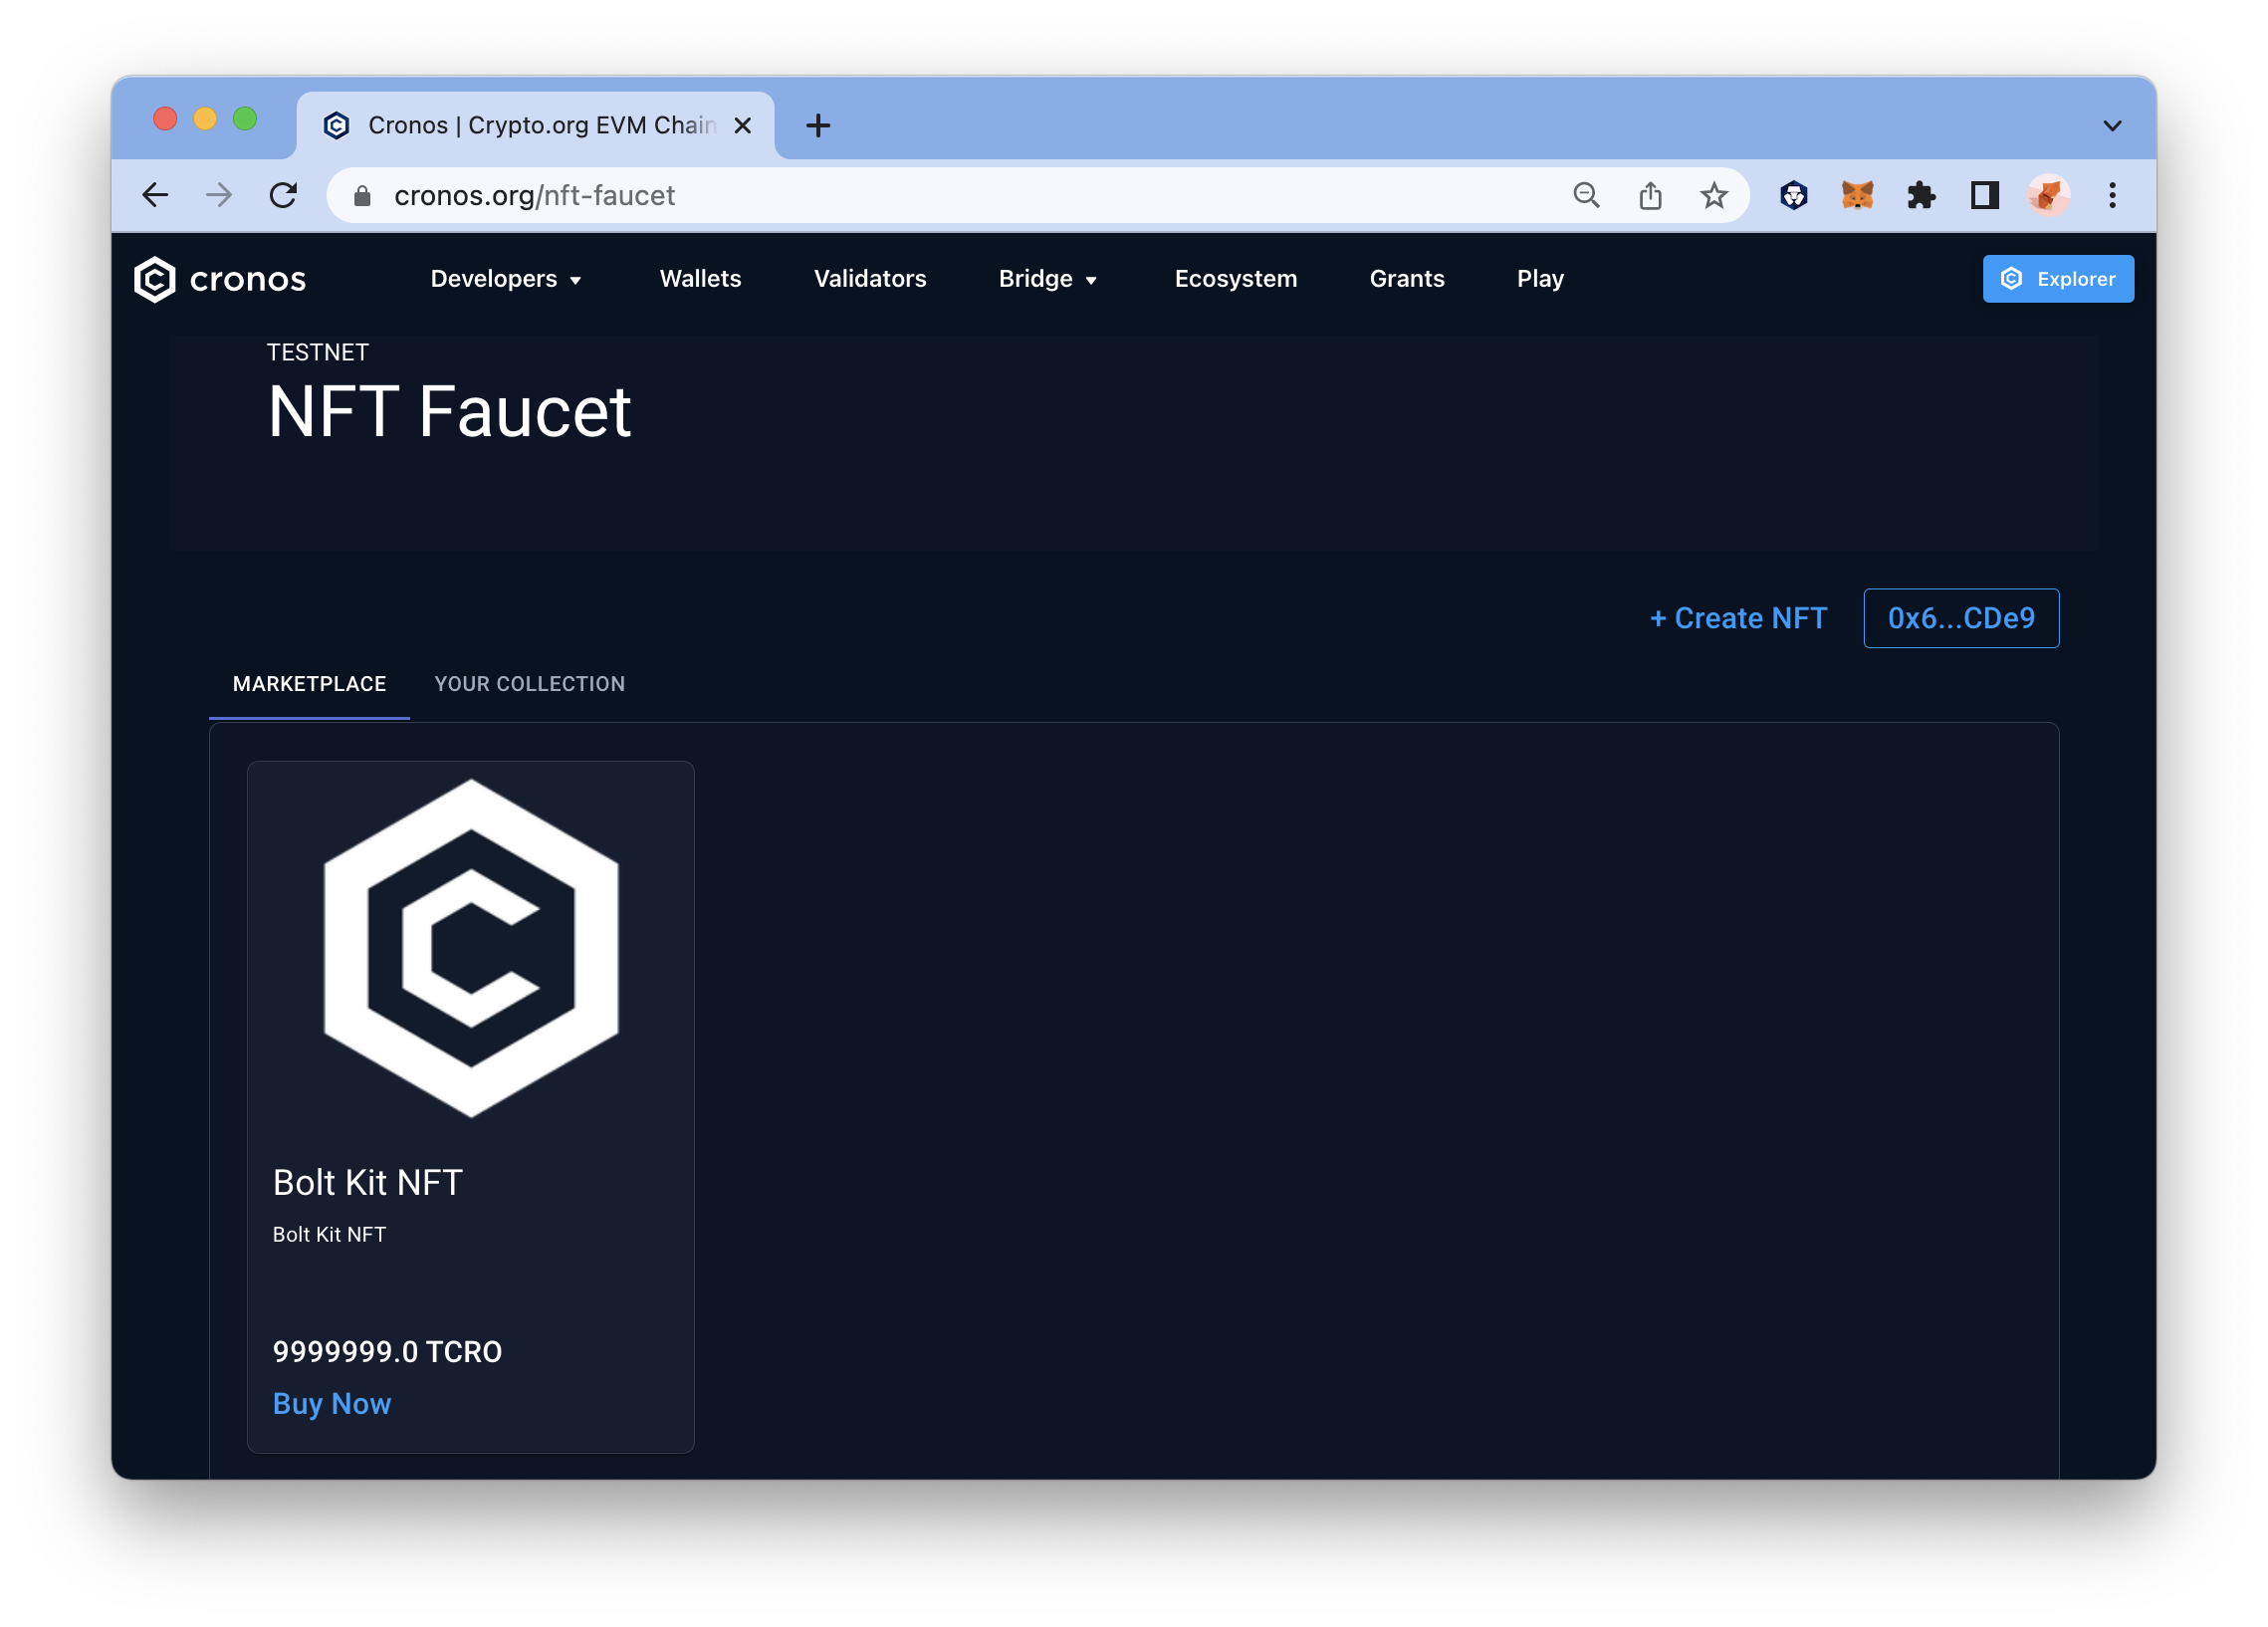 Cronos | Crypto.org EVM Chain
cronos.org/nft-faucet
cronos Developers Wallets Validators Bridge Ecosystem Grants Play Explorer
TESTNET
NFT Faucet
+ Create NFT 0x6...CDe9
MARKETPLACE YOUR COLLECTION
Bolt Kit NFT
Bolt Kit NFT
9999999.0 TCRO
Buy Now